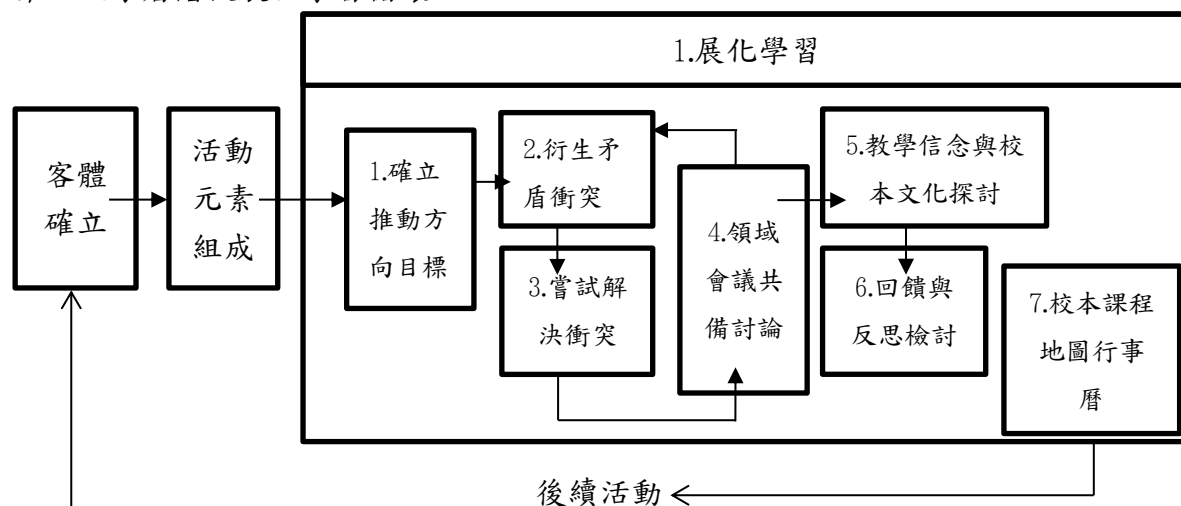 1.展化學習
客體
確立
活動
元素
組成
1.確立
推動方
向目標
2.衍生矛
盾衝突
3.嘗試解
決衝突
4.領域
會議共
備討論
5.教學信念與校
本文化探討
6.回饋與
反思檢討
7.校本課程
地圖行事
曆
後續活動